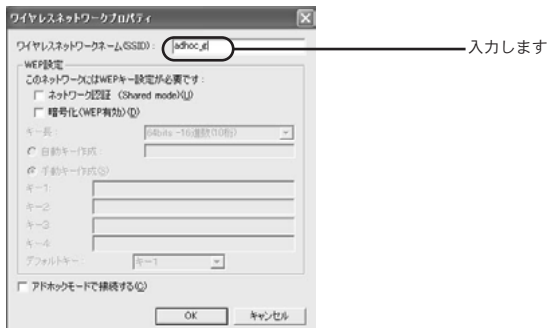 ワイヤレスネットワークプロパティ
ワイヤレスネットワークネーム(SSID): adhoc_g 入力します
WEP設定
このネットワークにはWEPキー設定が必要です:
ネットワーク認証 (Shared mode)(U)
暗号化(WEP有効)(D)
キー長: 64bits -16進数(10桁)
自動キー作成:
手動キー作成(S)
キー1:
キー2:
キー3:
キー4:
デフォルトキー: キー1
アドホックモードで接続する(C)
OK キャンセル